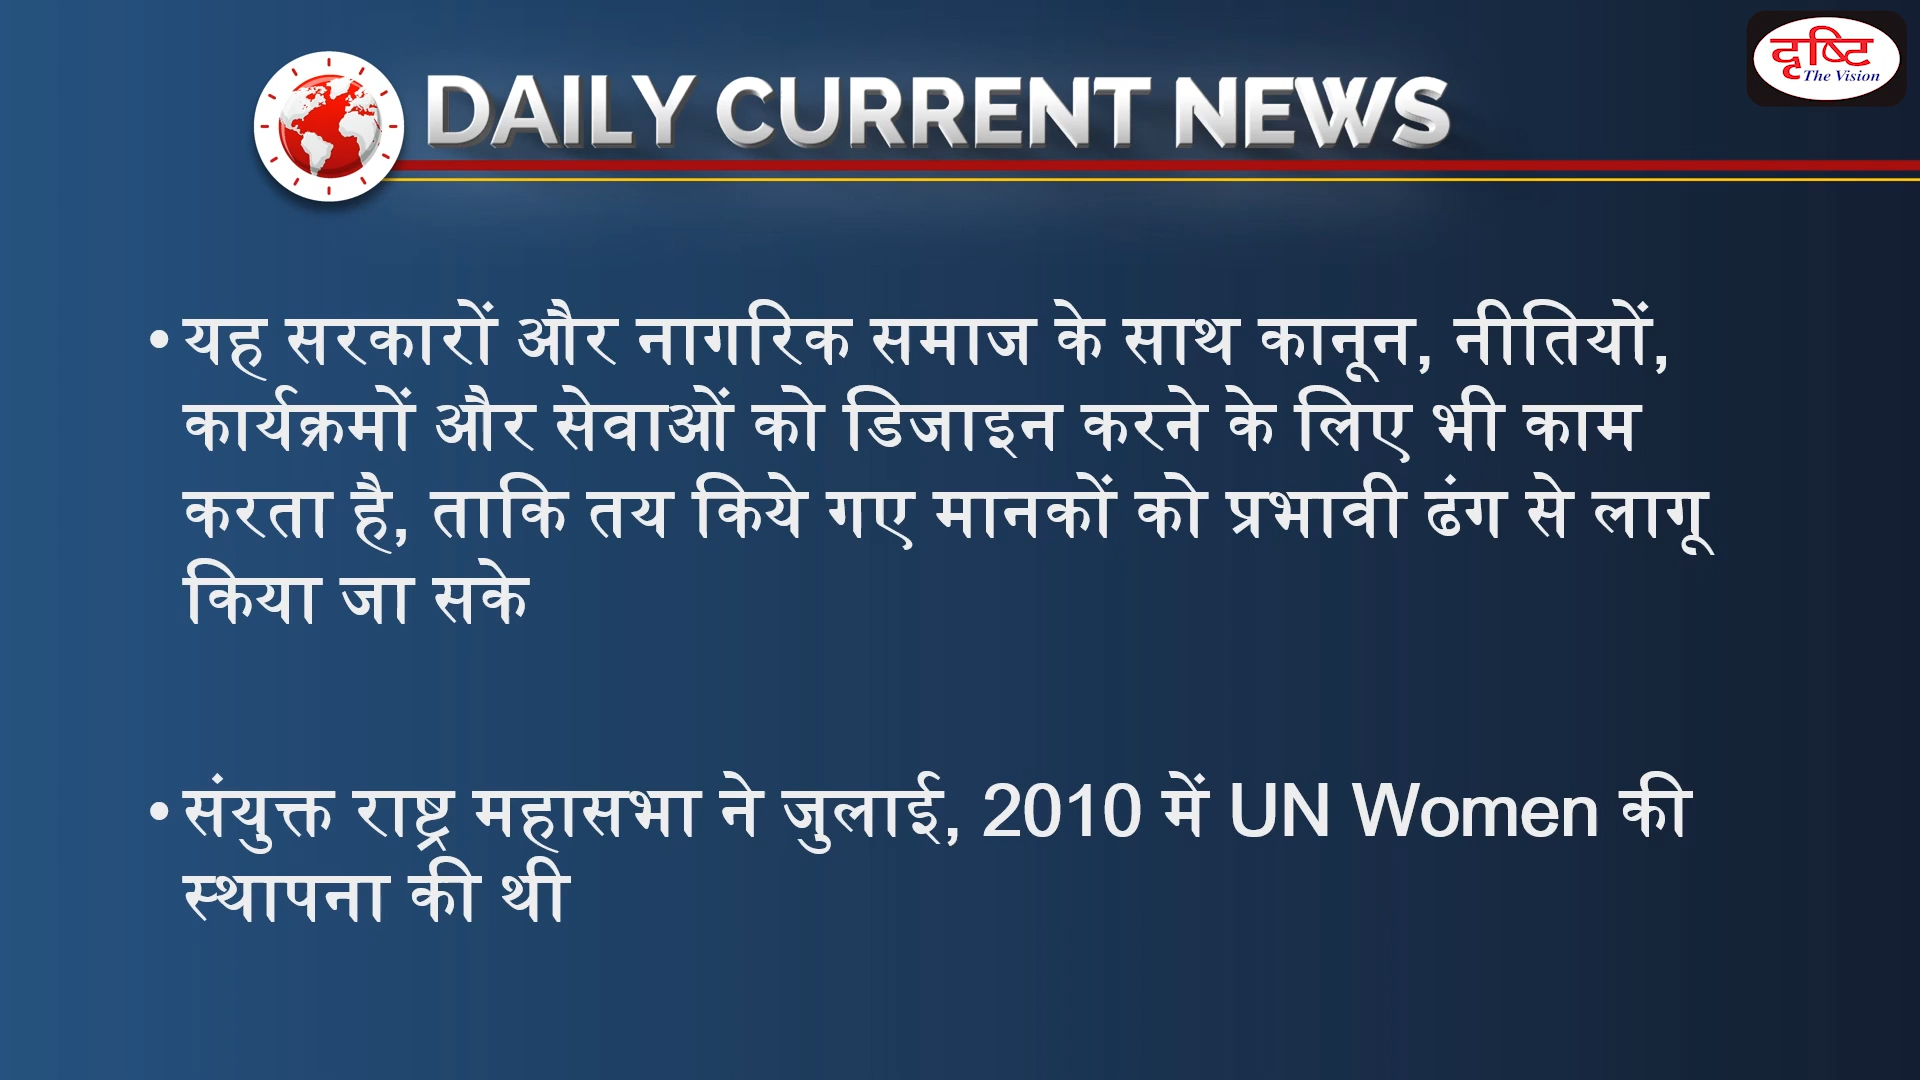 दृष्टि
The Vision
DAILY CURRENT NEWS
• यह सरकारों और नागरिक समाज के साथ कानून, नीतियों,
कार्यक्रमों और सेवाओं को डिजाइन करने के लिए भी काम
करता है, ताकि तय किये गए मानकों को प्रभावी ढंग से लागू
किया जा सके
• संयुक्त राष्ट्र महासभा ने जुलाई, 2010 में UN Women की
स्थापना की थी